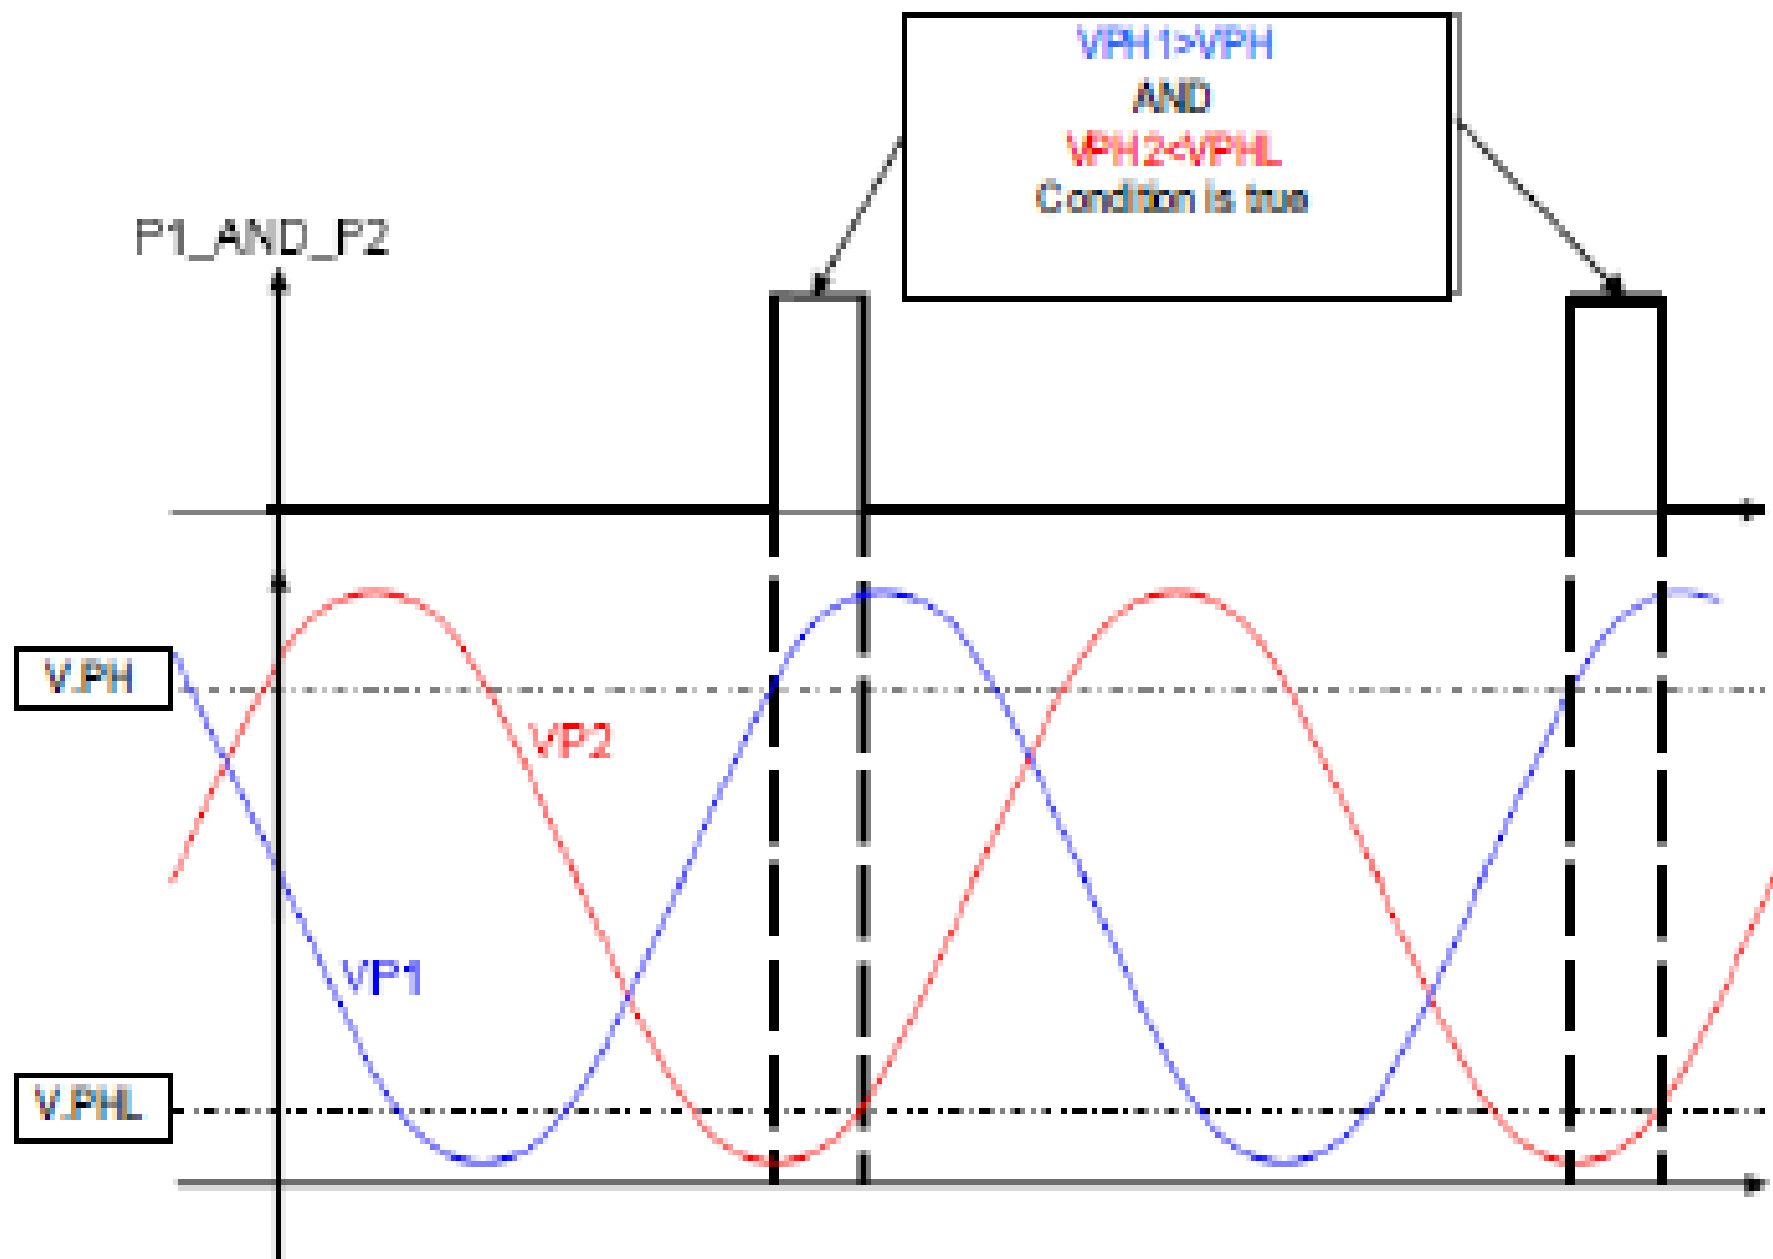 VPH1>VPH
AND
VPH2<VPHL
Condition is true
P1_AND_P2
V.PH
VP2
VP1
V.PHL